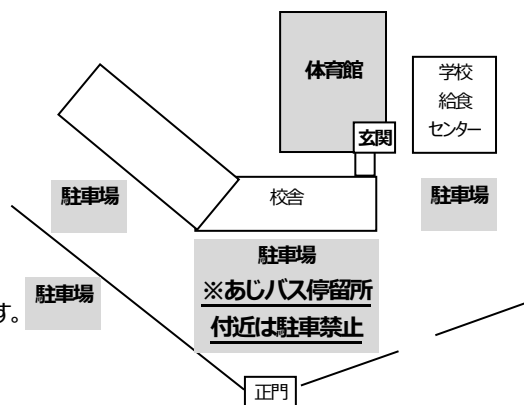 体育館
学校
給食
センター
玄関
駐車場
校舎
駐車場
駐車場
※あじバス停留所
付近は駐車禁止
駐車場
す。
正門